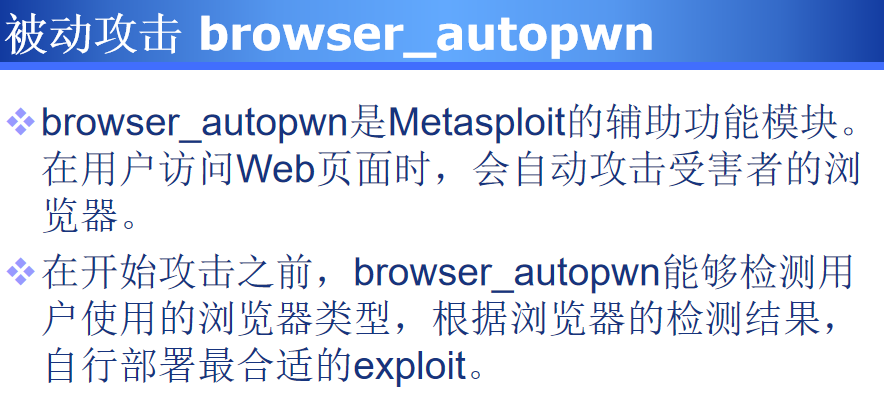 被动攻击 browser_autopwn
browser_autopwn是Metasploit的辅助功能模块。
在用户访问Web页面时，会自动攻击受害者的浏
览器。
在开始攻击之前，browser_autopwn能够检测用
户使用的浏览器类型，根据浏览器的检测结果，
自行部署最合适的exploit。